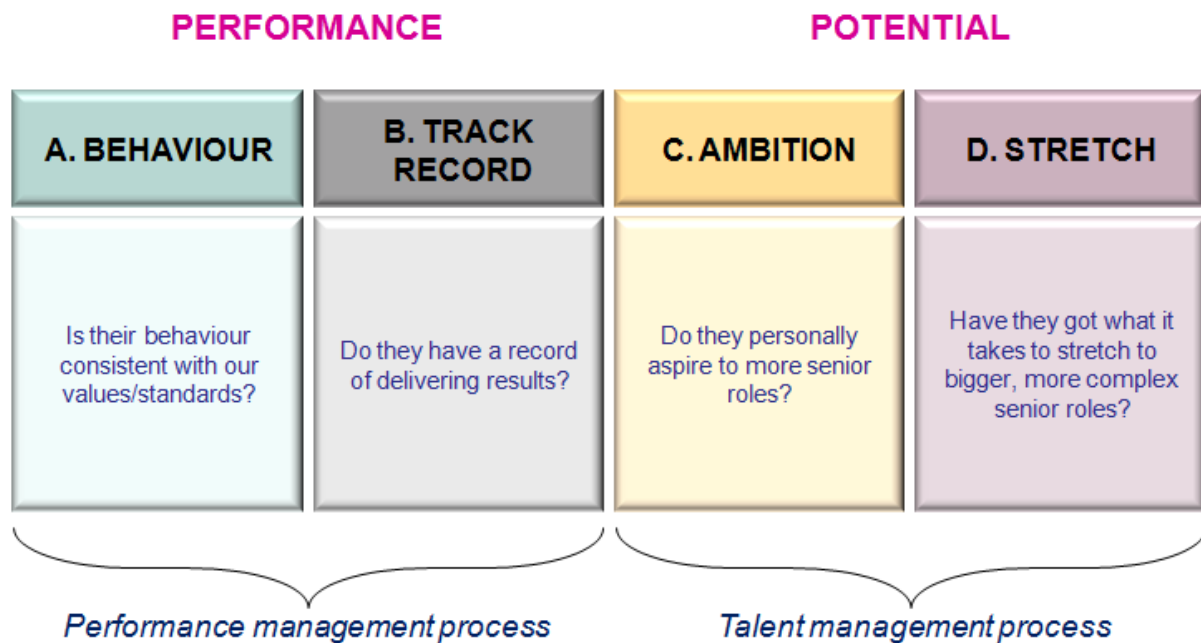 PERFORMANCE
POTENTIAL
A. BEHAVIOUR
B. TRACK
RECORD
C. AMBITION
D. STRETCH
Is their behaviour
consistent with our
values/standards?
Do they have a record
of delivering results?
Do they personally
aspire to more senior
roles?
Have they got what it
takes to stretch to
bigger, more complex
senior roles?
Performance management process
Talent management process